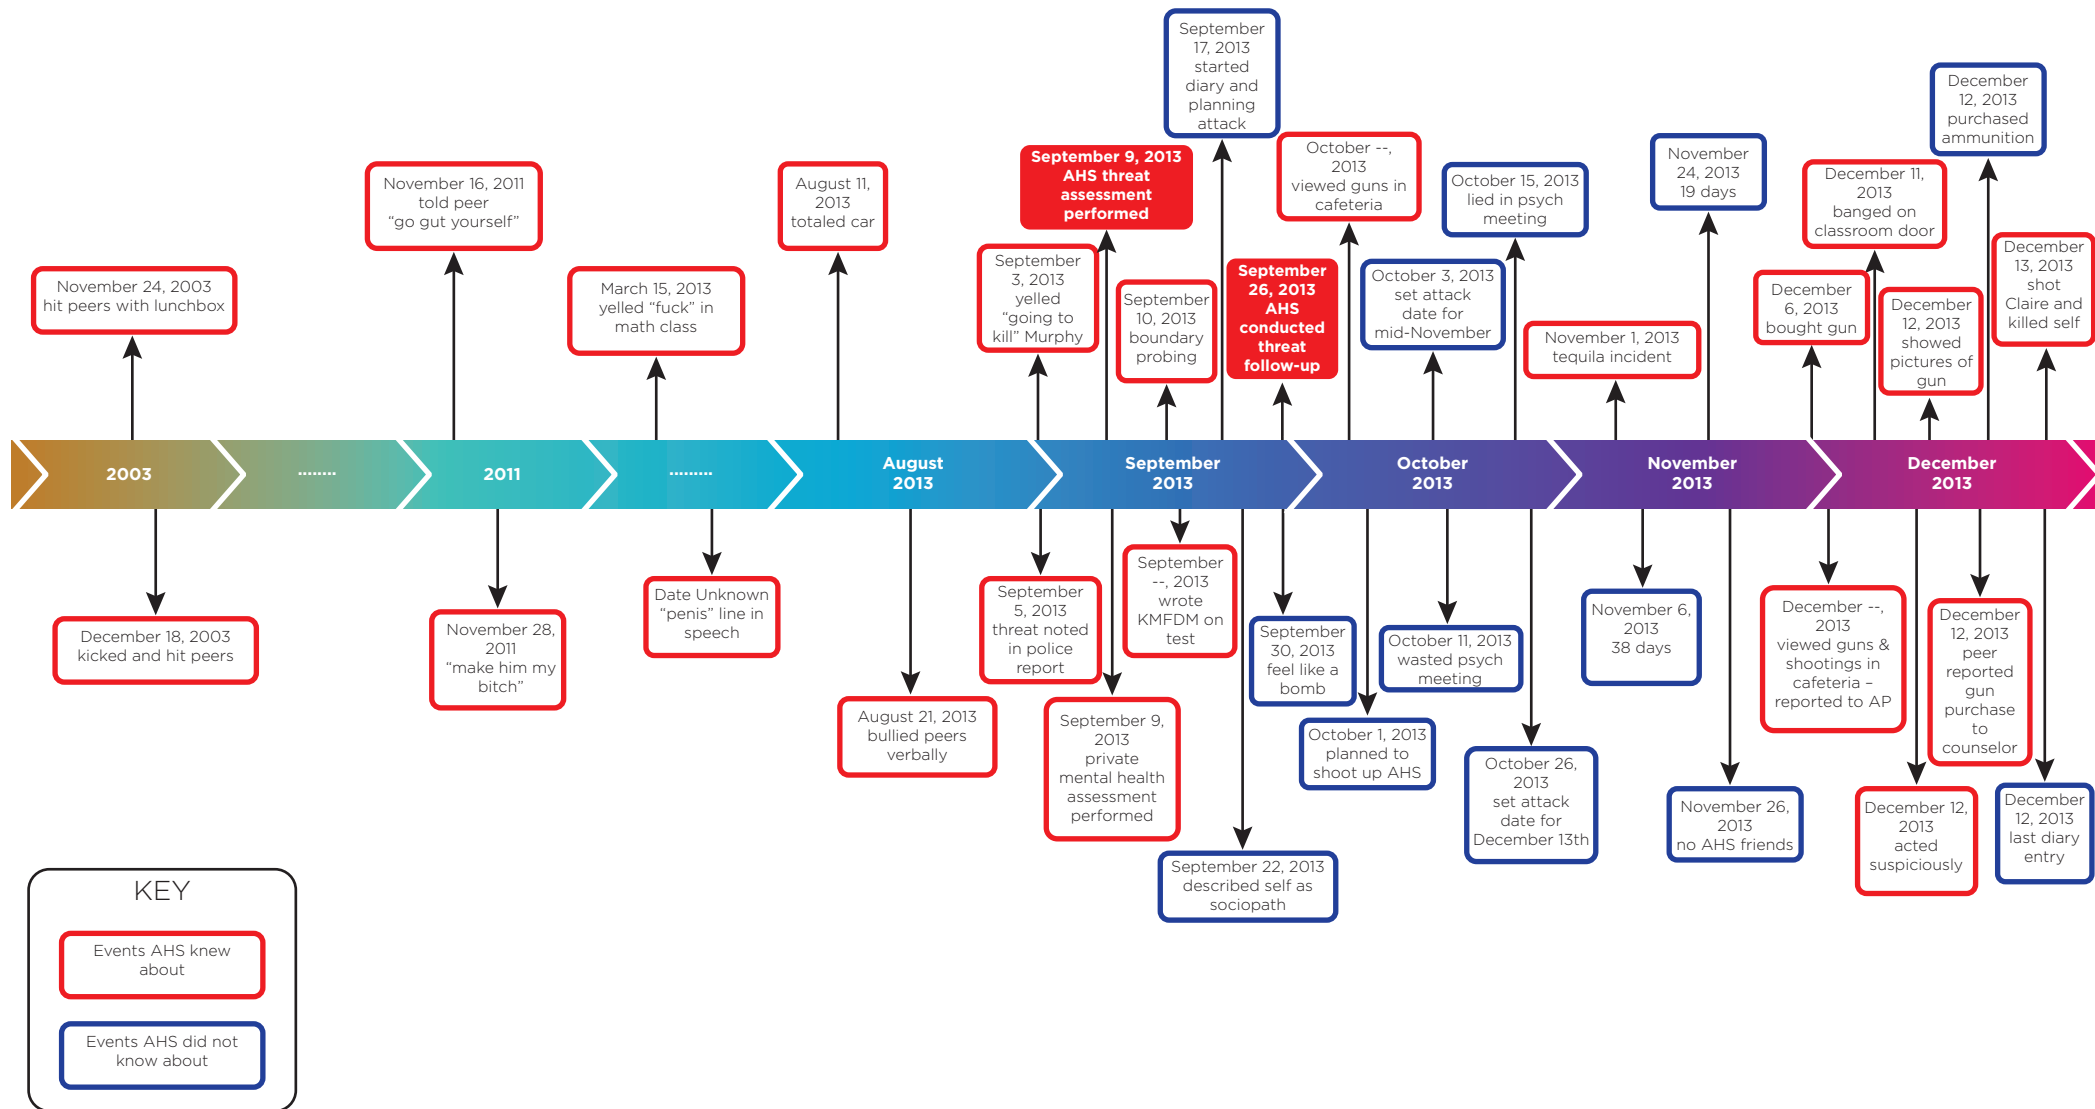 September
17, 2013
started
diary and
planning
attack
December
12, 2013
purchased
ammunition
November 16, 2011
told peer
“go gut yourself”
August 11,
2013
totaled car
September 9, 2013
AHS threat
assessment
performed
October --,
2013
viewed guns in
cafeteria
October 15, 2013
lied in psych
meeting
November
24, 2013
19 days
December 11,
2013
banged on
classroom door
November 24, 2003
hit peers with lunchbox
March 15, 2013
yelled “fuck” in
math class
September
3, 2013
yelled
“going to
kill” Murphy
September
10, 2013
boundary
probing
September
26, 2013
AHS
conducted
threat
follow-up
October 3, 2013
set attack
date for
mid-November
November 1, 2013
tequila incident
December
6, 2013
bought gun
December
12, 2013
showed
pictures of
gun
December
13, 2013
shot
Claire and
killed self
2003
........
2011
.........
August
2013
September
2013
October
2013
November
2013
December
2013
December 18, 2003
kicked and hit peers
November 28,
2011
“make him my
bitch”
Date Unknown
“penis” line in
speech
August 21, 2013
bullied peers
verbally
September
5, 2013
threat noted
in police
report
September 9,
2013
private
mental health
assessment
performed
September
--, 2013
wrote
KMFDM on
test
September 22, 2013
described self as
sociopath
September
30, 2013
feel like a
bomb
October 1, 2013
planned to
shoot up AHS
October 11, 2013
wasted psych
meeting
October 26,
2013
set attack
date for
December 13th
November 6,
2013
38 days
November 26,
2013
no AHS friends
December --,
2013
viewed guns &
shootings in
cafeteria –
reported to AP
December 12,
2013
acted
suspiciously
December
12, 2013
peer
reported
gun
purchase
to
counselor
December
12, 2013
last diary
entry
KEY
Events AHS knew
about
Events AHS did not
know about